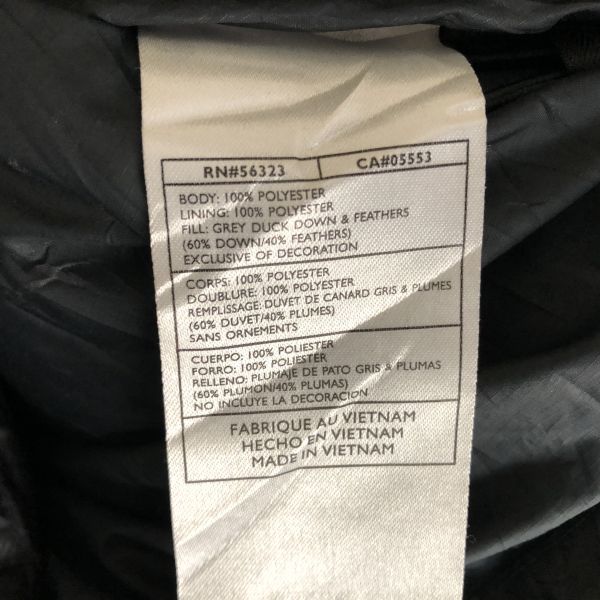 RN#56323 CA#05553
BODY: 100% POLYESTER
LINING: 100% POLYESTER
FILL: GREY DUCK DOWN & FEATHERS
(60% DOWN/40% FEATHERS)
EXCLUSIVE OF DECORATION
CORPS: 100% POLYESTER
DOUBLURE: 100% POLYESTER
REMPLISSAGE: DUVET DE CANARD GRIS & PLUMES
(60% DUVET/40% PLUMES)
SANS ORNEMENTS
CUERPO: 100% POLIESTER
FORRO: 100% POLIESTER
RELLENO: PLUMAJE DE PATO GRIS & PLUMAS
(60% PLUMON/40% PLUMAS)
NO INCLUYE LA DECORACION
FABRIQUE AU VIETNAM
HECHO EN VIETNAM
MADE IN VIETNAM